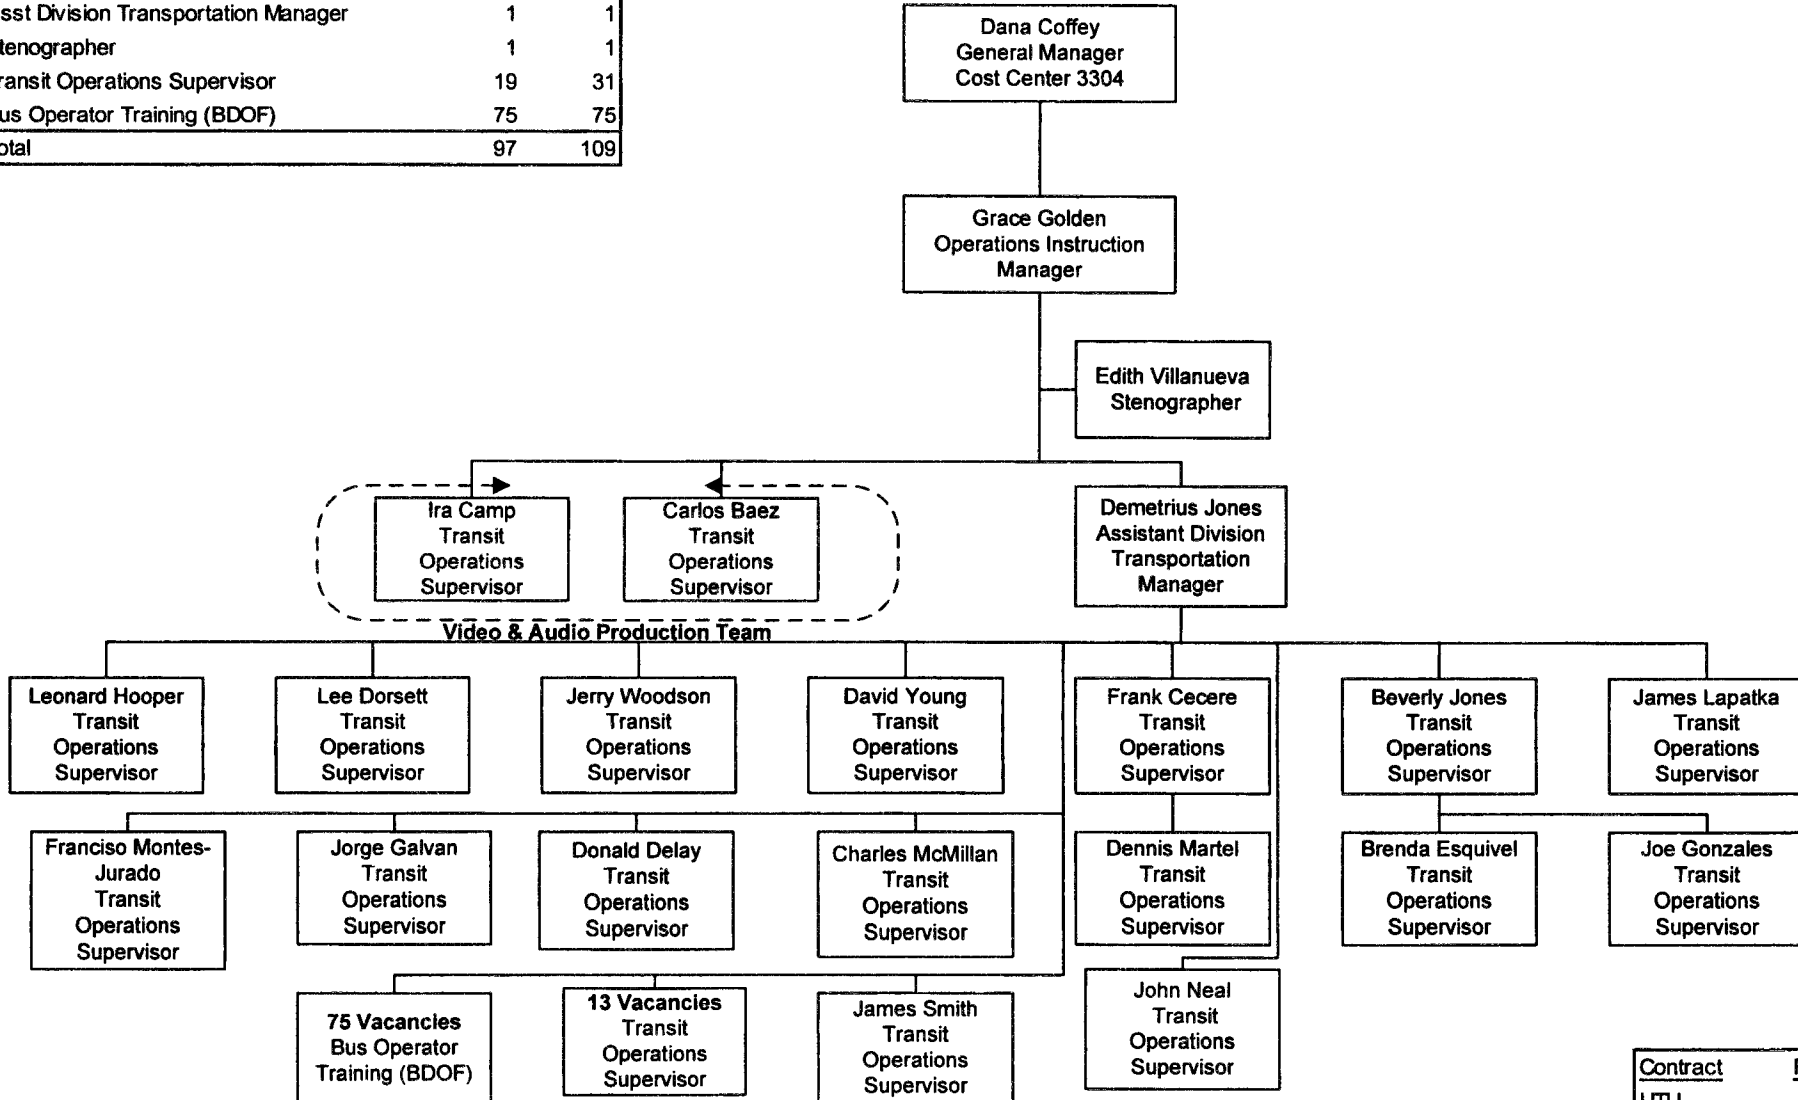 sst Division Transportation Manager 1 1
tenographer 1 1
ransit Operations Supervisor 19 31
us Operator Training (BDOF) 75 75
otal 97 109
Dana Coffey
General Manager
Cost Center 3304
Grace Golden
Operations Instruction
Manager
Edith Villanueva
Stenographer
Ira Camp
Transit
Operations
Supervisor
Carlos Baez
Transit
Operations
Supervisor
Demetrius Jones
Assistant Division
Transportation
Manager
Video & Audio Production Team
Leonard Hooper
Transit
Operations
Supervisor
Lee Dorsett
Transit
Operations
Supervisor
Jerry Woodson
Transit
Operations
Supervisor
David Young
Transit
Operations
Supervisor
Frank Cecere
Transit
Operations
Supervisor
Beverly Jones
Transit
Operations
Supervisor
James Lapatka
Transit
Operations
Supervisor
Franciso Montes-
Jurado
Transit
Operations
Supervisor
Jorge Galvan
Transit
Operations
Supervisor
Donald Delay
Transit
Operations
Supervisor
Charles McMillan
Transit
Operations
Supervisor
Dennis Martel
Transit
Operations
Supervisor
Brenda Esquivel
Transit
Operations
Supervisor
Joe Gonzales
Transit
Operations
Supervisor
75 Vacancies
Bus Operator
Training (BDOF)
13 Vacancies
Transit
Operations
Supervisor
James Smith
Transit
Operations
Supervisor
John Neal
Transit
Operations
Supervisor
Contract